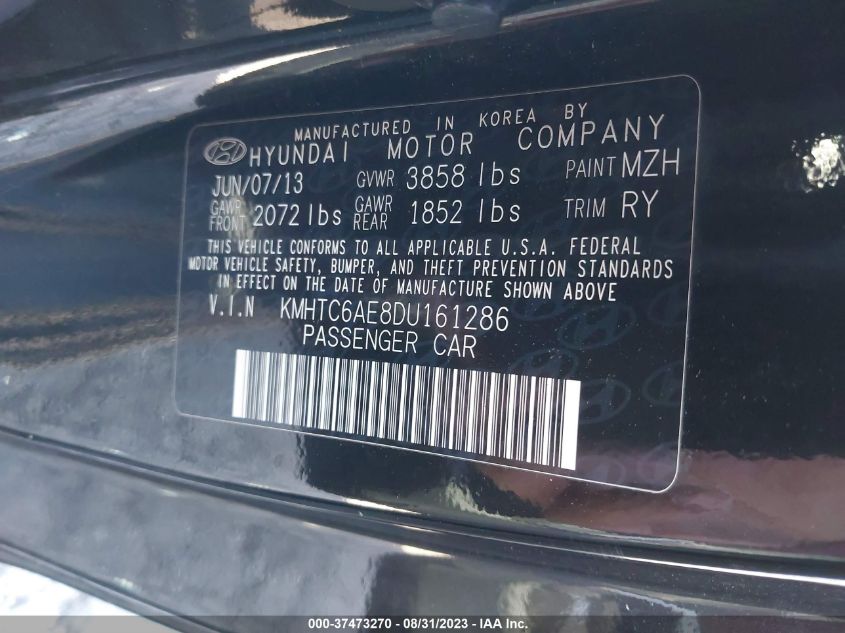 MANUFACTURED IN KOREA BY
HYUNDAI MOTOR COMPANY
JUN/07/13 GVWR 3858 lbs PAINT MZH
GAWR FRONT 2072 lbs GAWR REAR 1852 lbs TRIM RY
THIS VEHICLE CONFORMS TO ALL APPLICABLE U.S.A. FEDERAL
MOTOR VEHICLE SAFETY, BUMPER, AND THEFT PREVENTION STANDARDS
IN EFFECT ON THE DATE OF MANUFACTURE SHOWN ABOVE
V.I.N KMHTC6AE8DU161286
PASSENGER CAR
000-37473270 - 08/31/2023 - IAA Inc.